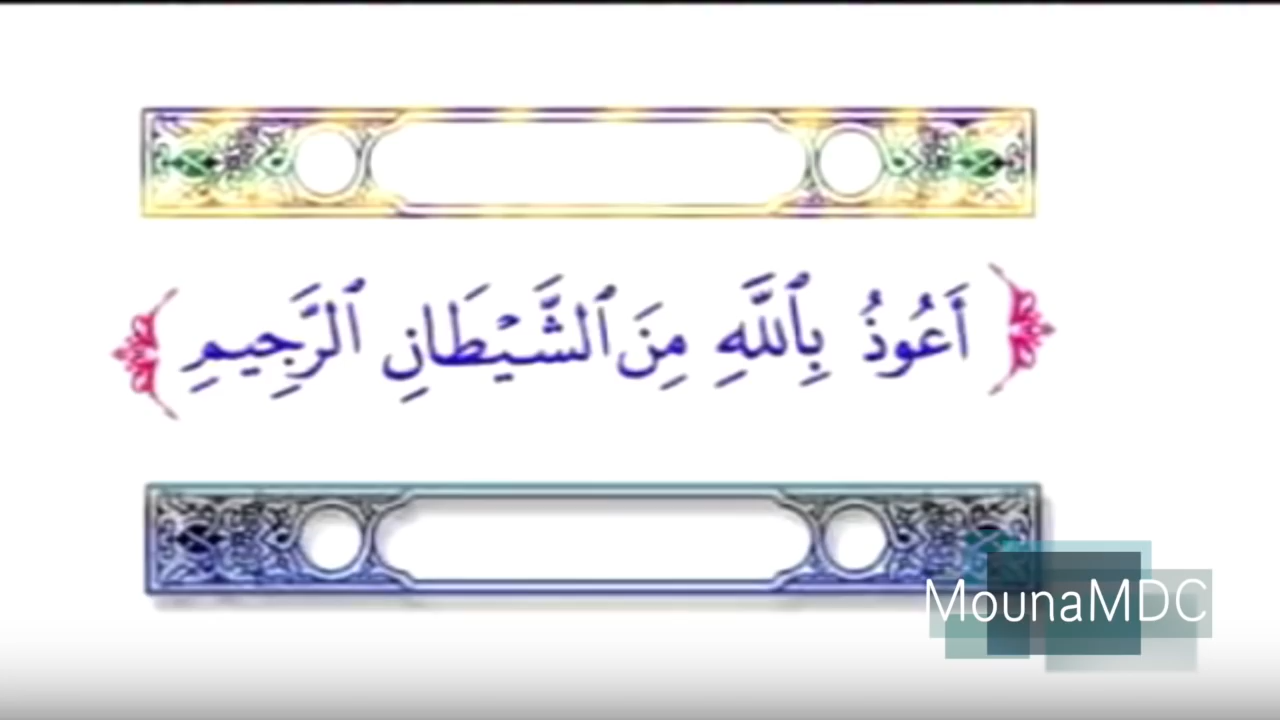 أَعُوذُ بِٱللَّهِ مِنَ ٱلشَّيْطَانِ ٱلرَّجِيمِ
MounaMDC